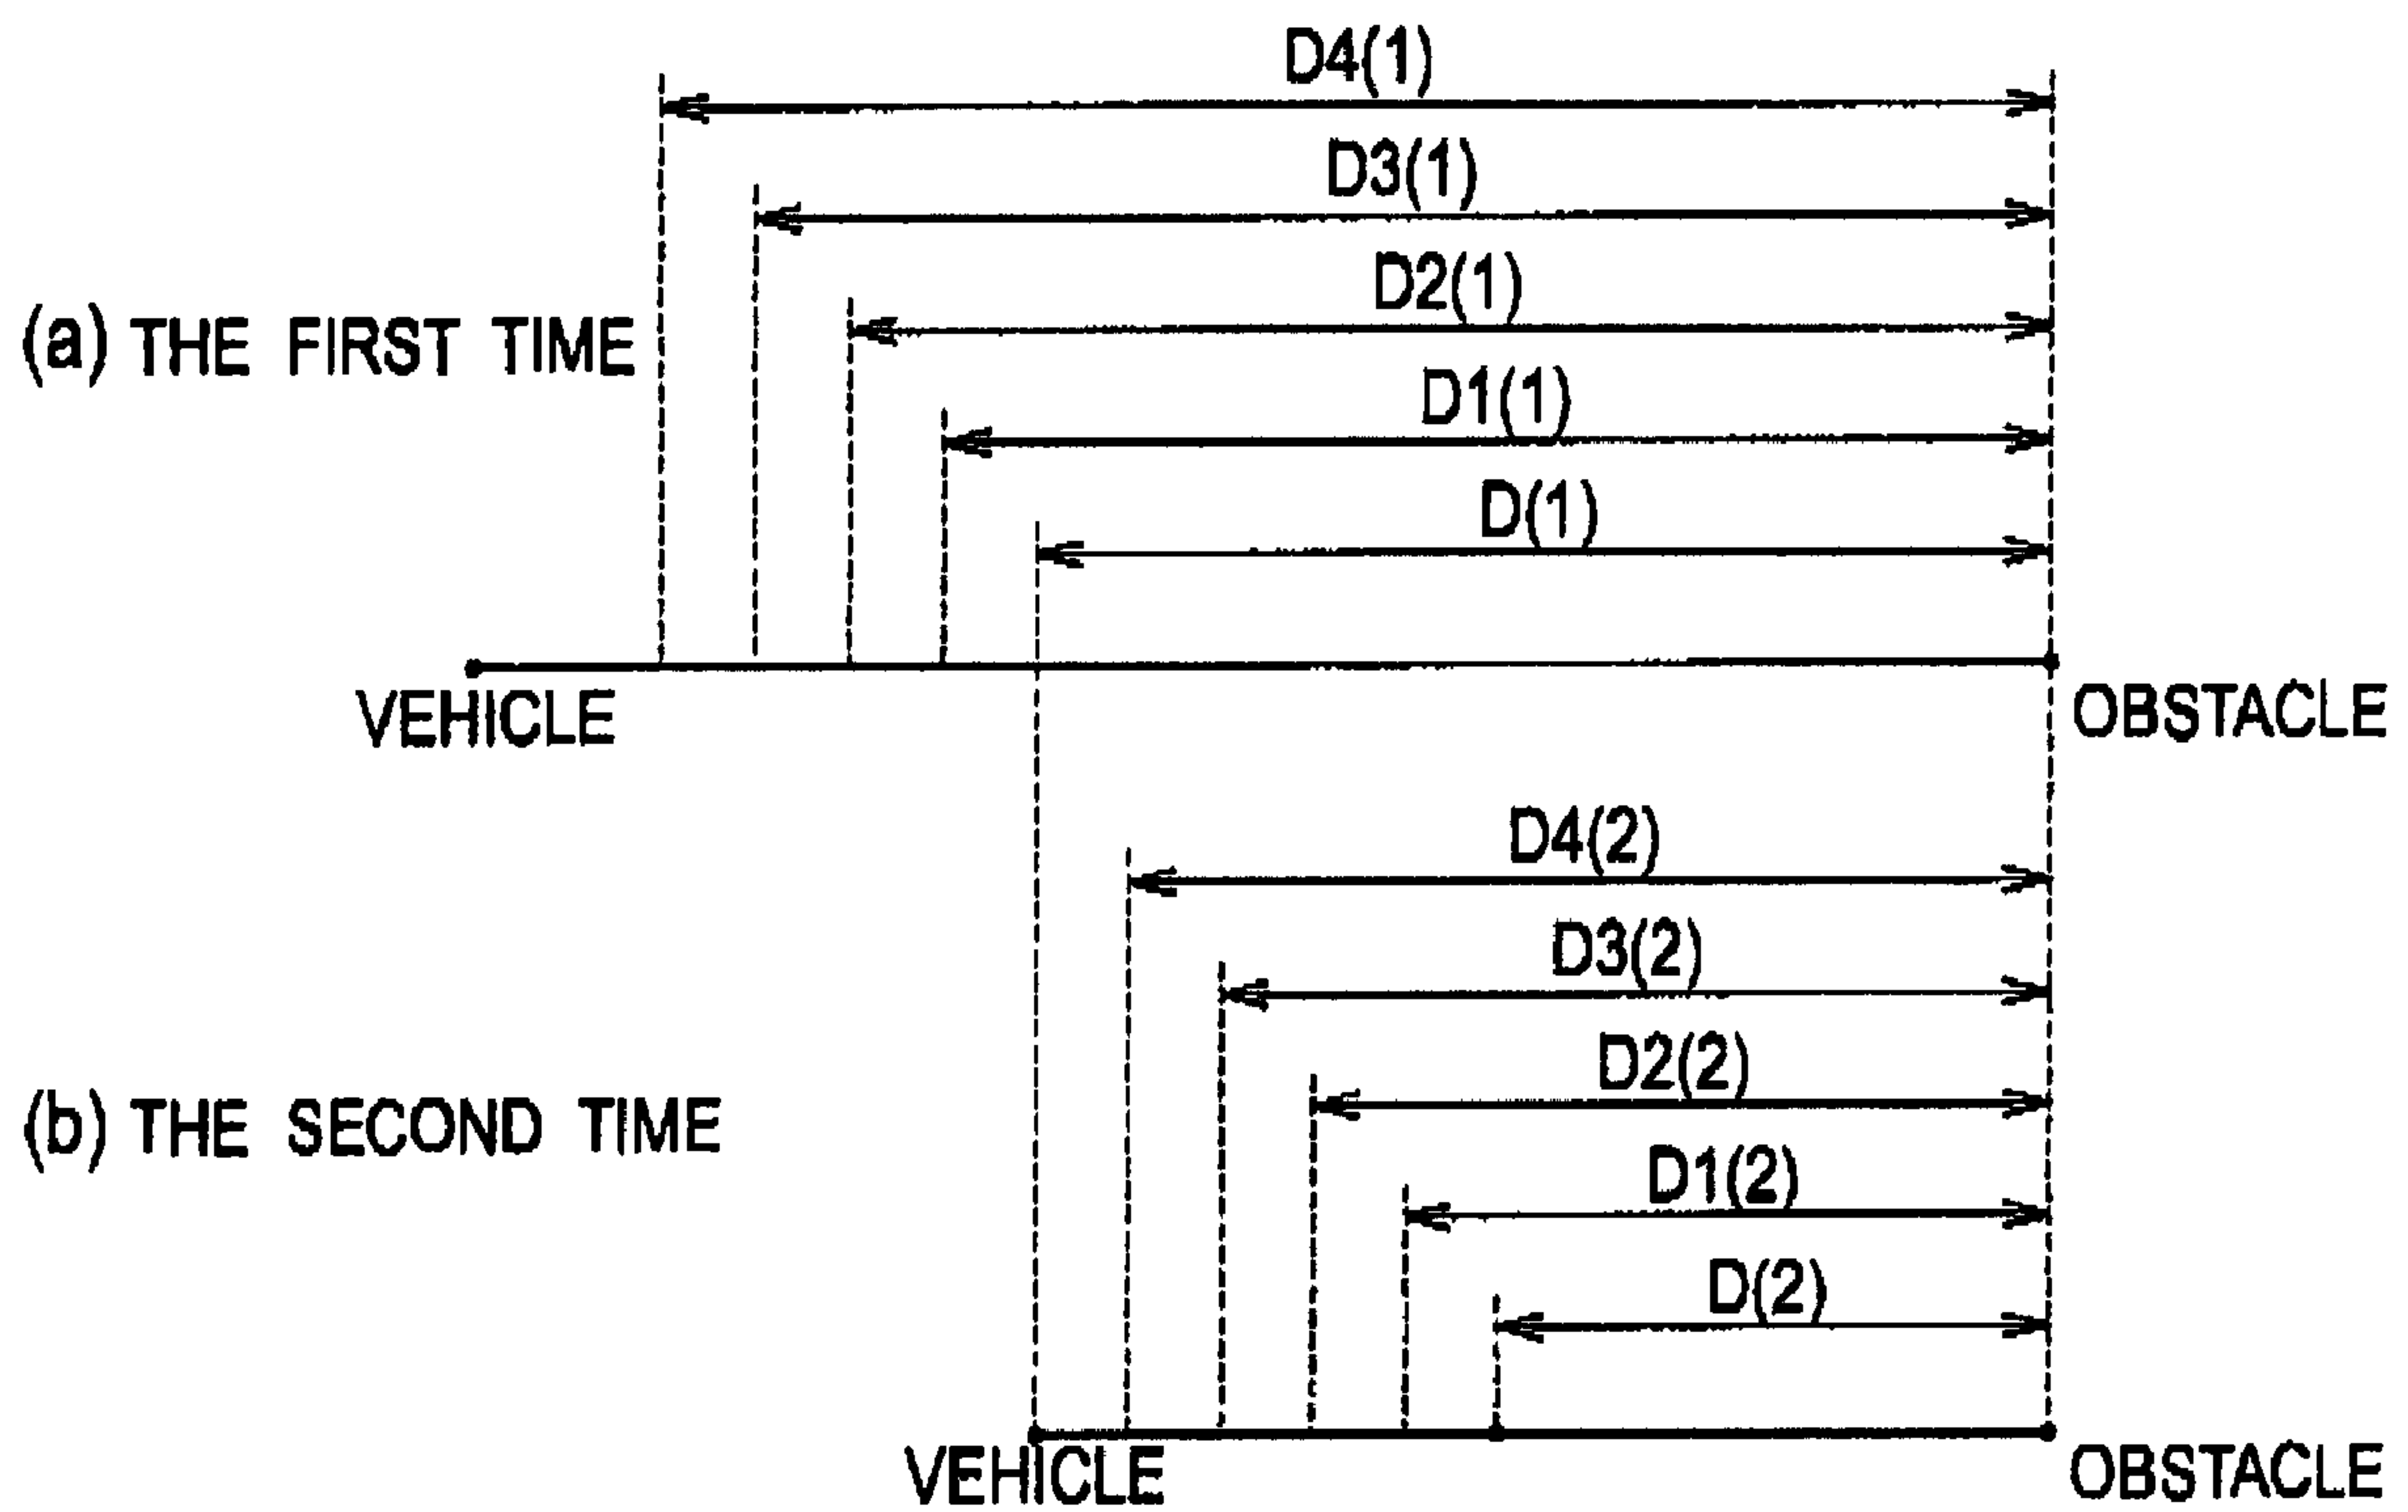 D4(1)
D3(1)
D2(1)
(a) THE FIRST TIME
D1(1)
D(1)
VEHICLE
OBSTACLE
D4(2)
D3(2)
D2(2)
(b) THE SECOND TIME
D1(2)
D(2)
VEHICLE
OBSTACLE